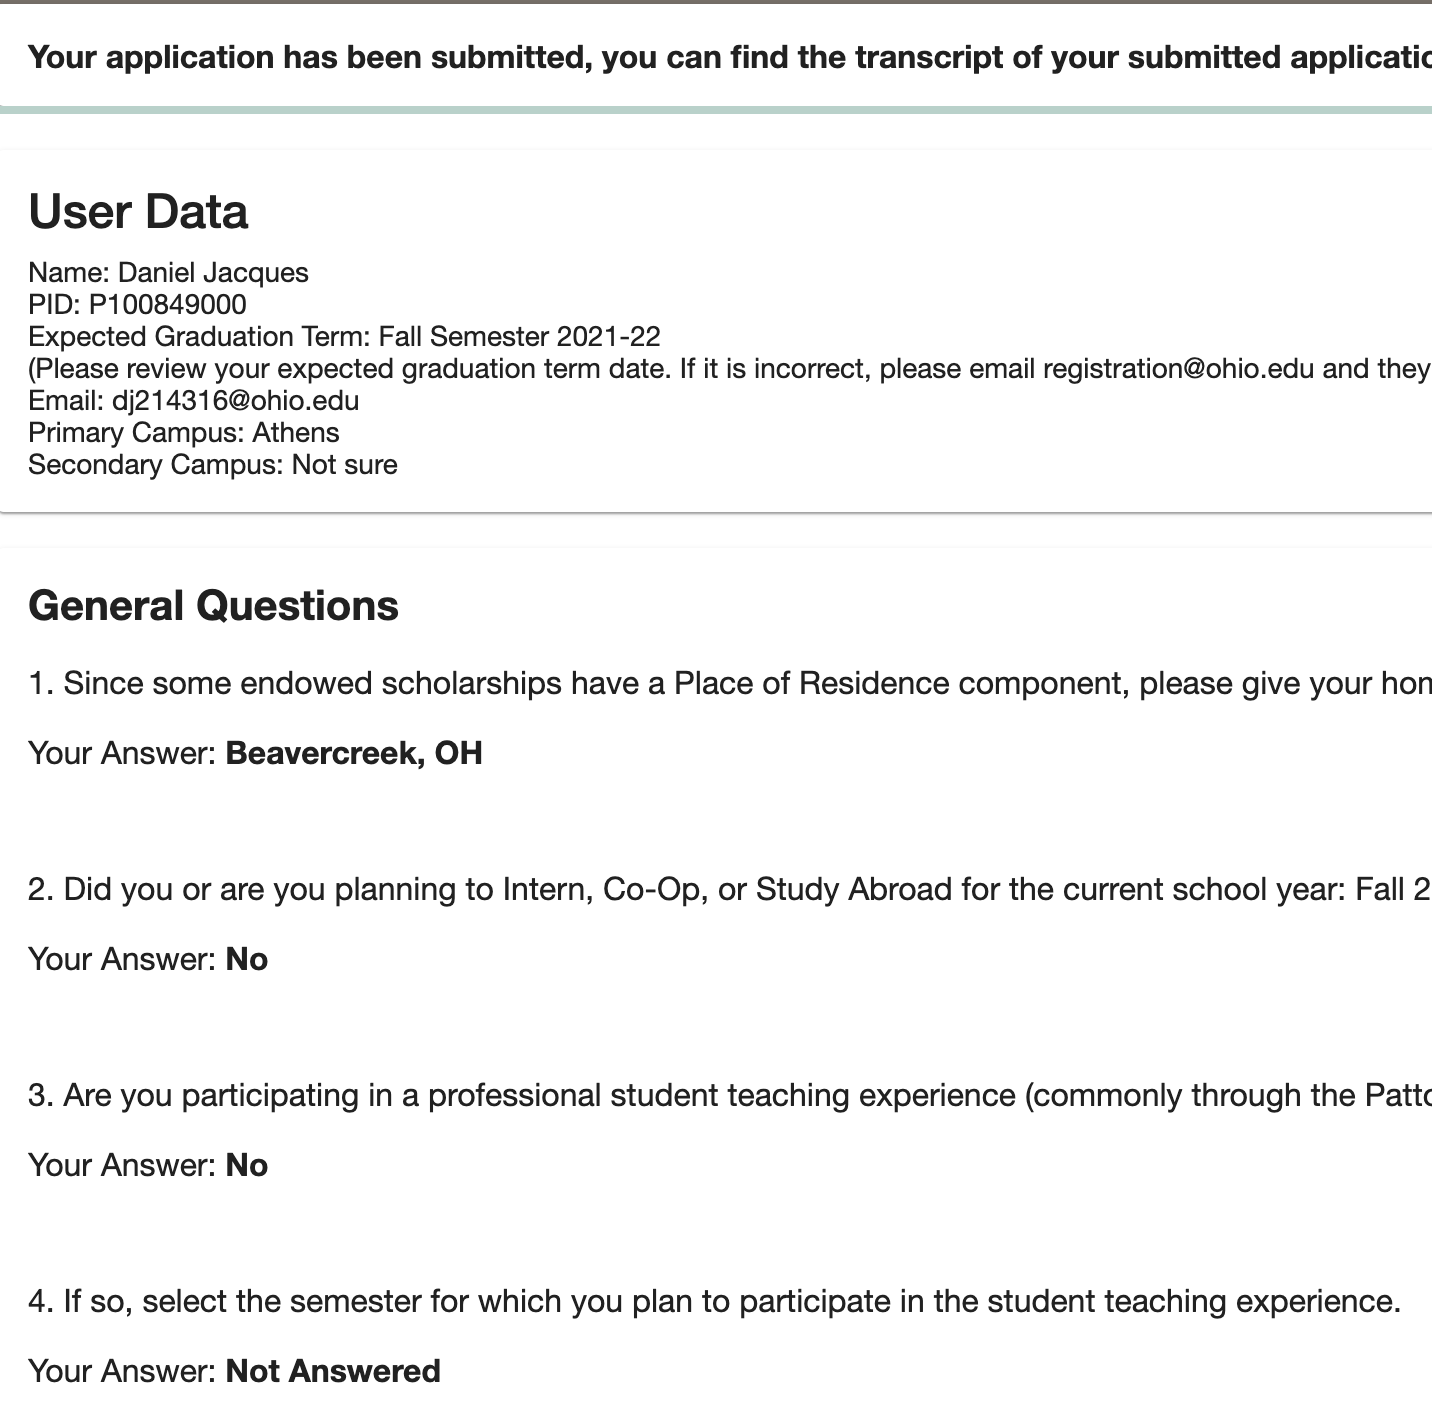 Your application has been submitted, you can find the transcript of your submitted
User Data
Name: Daniel Jacques
PID: P100849000
Expected Graduation Term: Fall Semester 2021-22
(Please review your expected graduation term date. If it is incorrect, please email registration@ohio.edu and they
Email: dj214316@ohio.edu
Primary Campus: Athens
Secondary Campus: Not sure
General Questions
1. Since some endowed scholarships have a Place of Residence component, please give your
Your Answer: Beavercreek, OH
2. Did you or are you planning to Intern, Co-Op, or Study Abroad for the current school year: Fall
Your Answer: No
3. Are you participating in a professional student teaching experience (commonly through the
Your Answer: No
4. If so, select the semester for which you plan to participate in the student teaching experience.
Your Answer: Not Answered